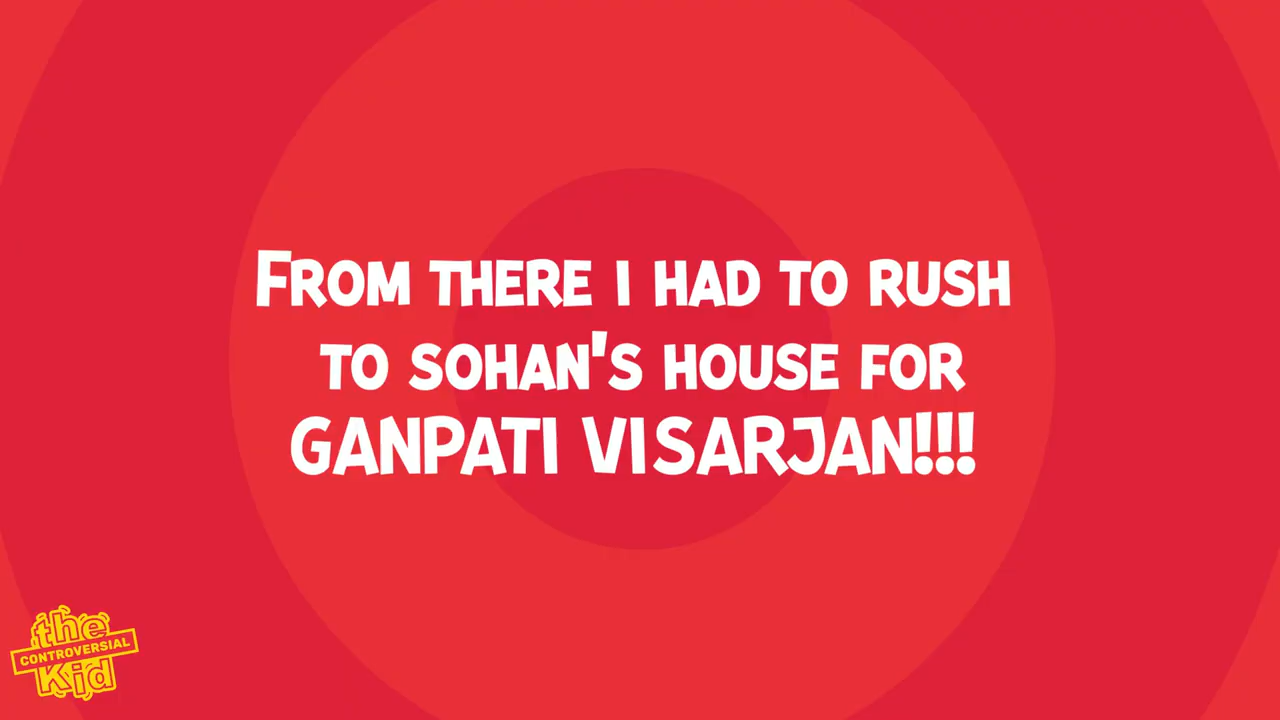 FROM THERE I HAD TO RUSH
TO SOHAN'S HOUSE FOR
GANPATI VISARJAN!!!
the
CONTROVERSIAL
Kid